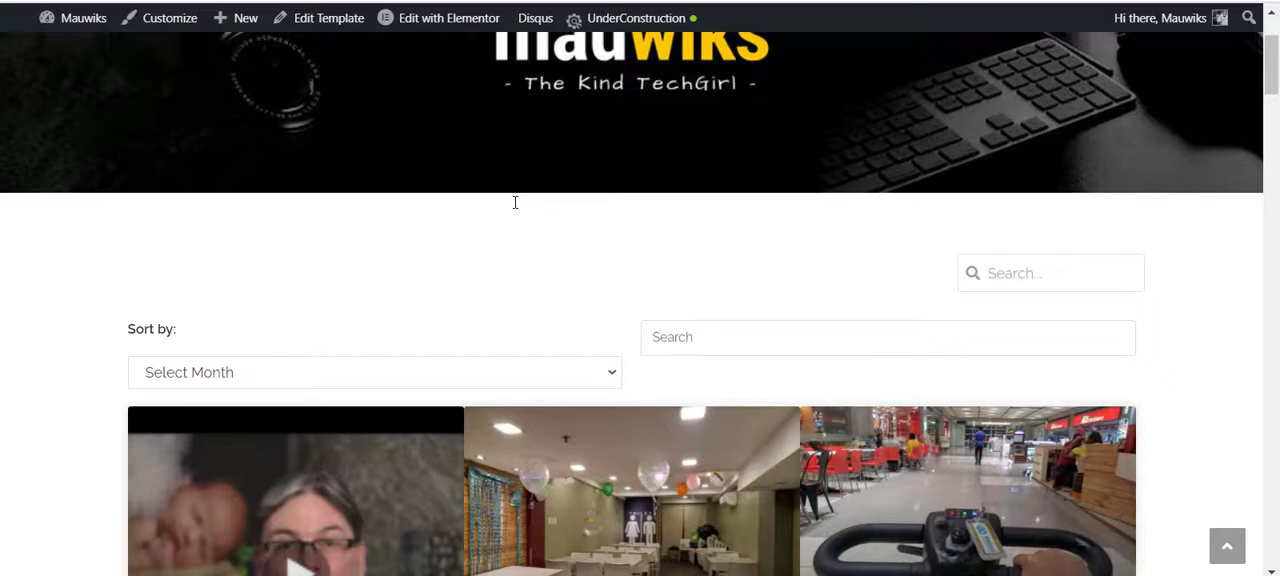 Mauwiks Customize New Edit Template Edit with Elementor Disqus UnderConstruction Hi there, Mauwiks
mauwiks
- The Kind TechGirl -
Search...
Sort by:
Search
Select Month